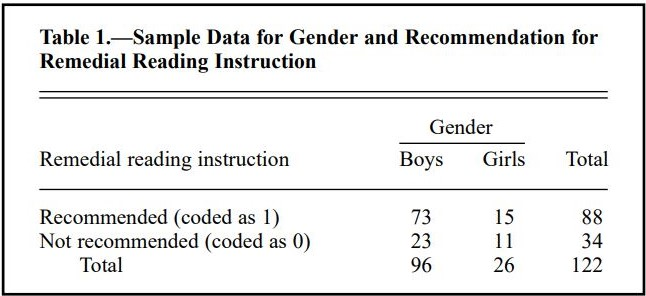 Table 1.—Sample Data for Gender and Recommendation for
Remedial Reading Instruction
Gender
Remedial reading instruction Boys Girls Total
Recommended (coded as 1) 73 15 88
Not recommended (coded as 0) 23 11 34
Total 96 26 122